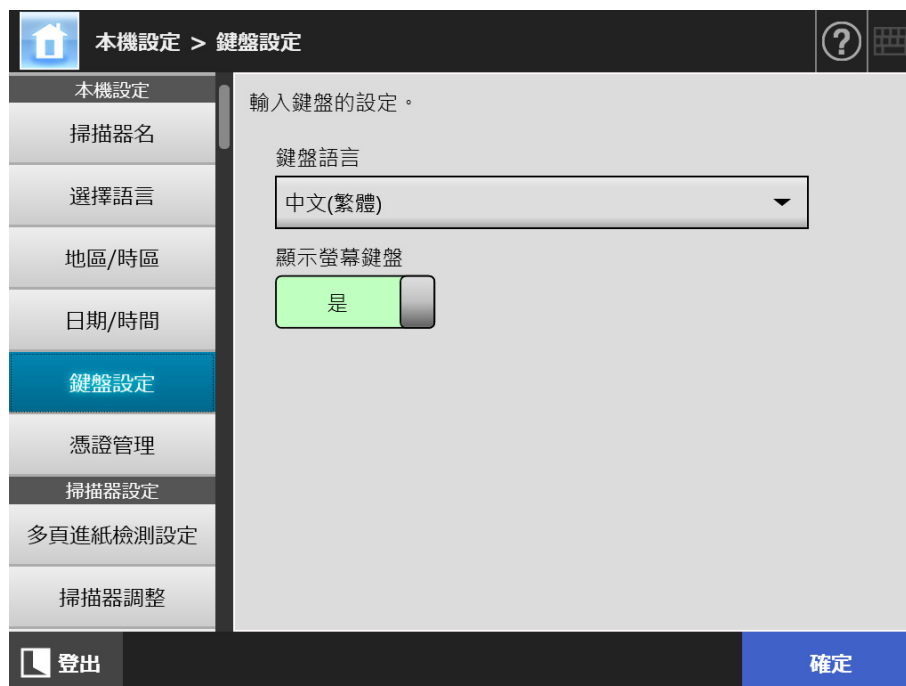 本機設定 > 鍵盤設定
?
本機設定
掃描器名
選擇語言
地區/時區
日期/時間
鍵盤設定
憑證管理
掃描器設定
多頁進紙檢測設定
掃描器調整
輸入鍵盤的設定。
鍵盤語言
中文(繁體)
顯示螢幕鍵盤
是
登出
確定